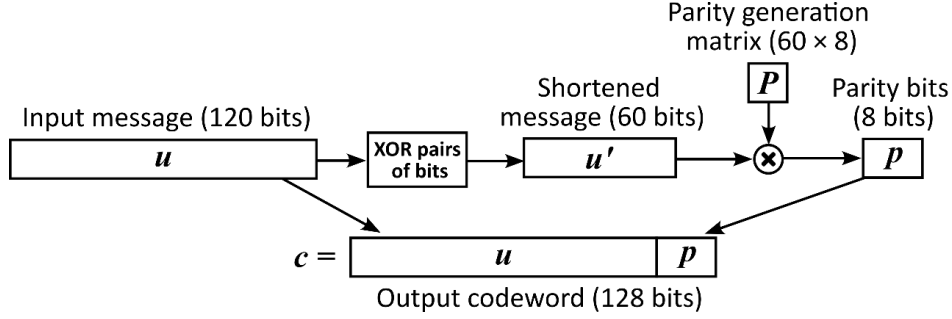 Parity generation
matrix (60 × 8)
P
Input message (120 bits)
u
XOR pairs
of bits
Shortened
message (60 bits)
u'
×
Parity bits
(8 bits)
p
c =
u
p
Output codeword (128 bits)